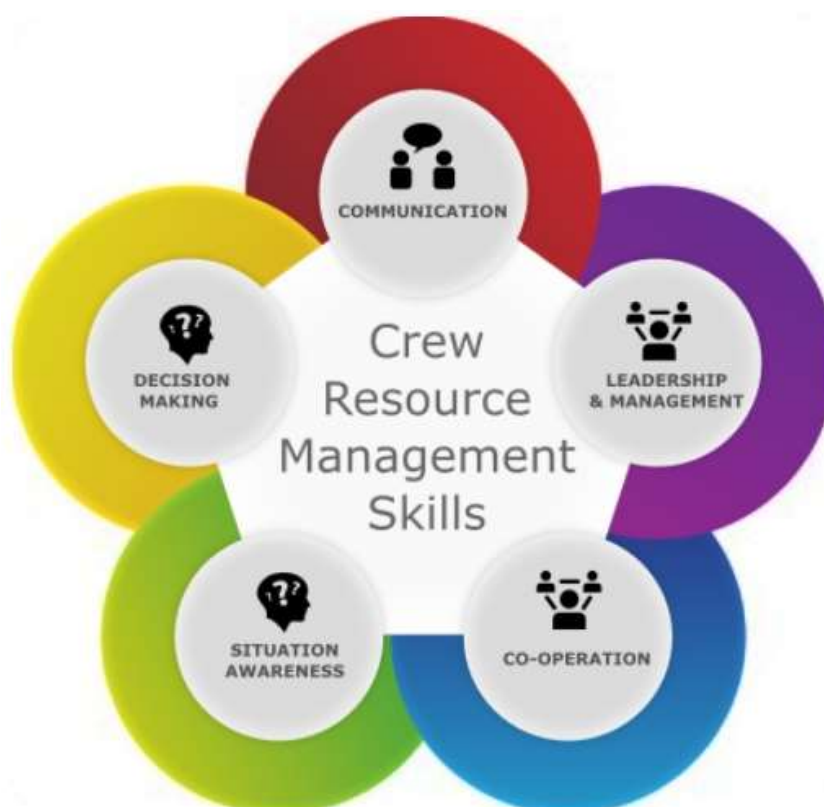 COMMUNICATION
DECISION
MAKING
Crew
Resource
Management
Skills
LEADERSHIP
& MANAGEMENT
SITUATION
AWARENESS
CO-OPERATION